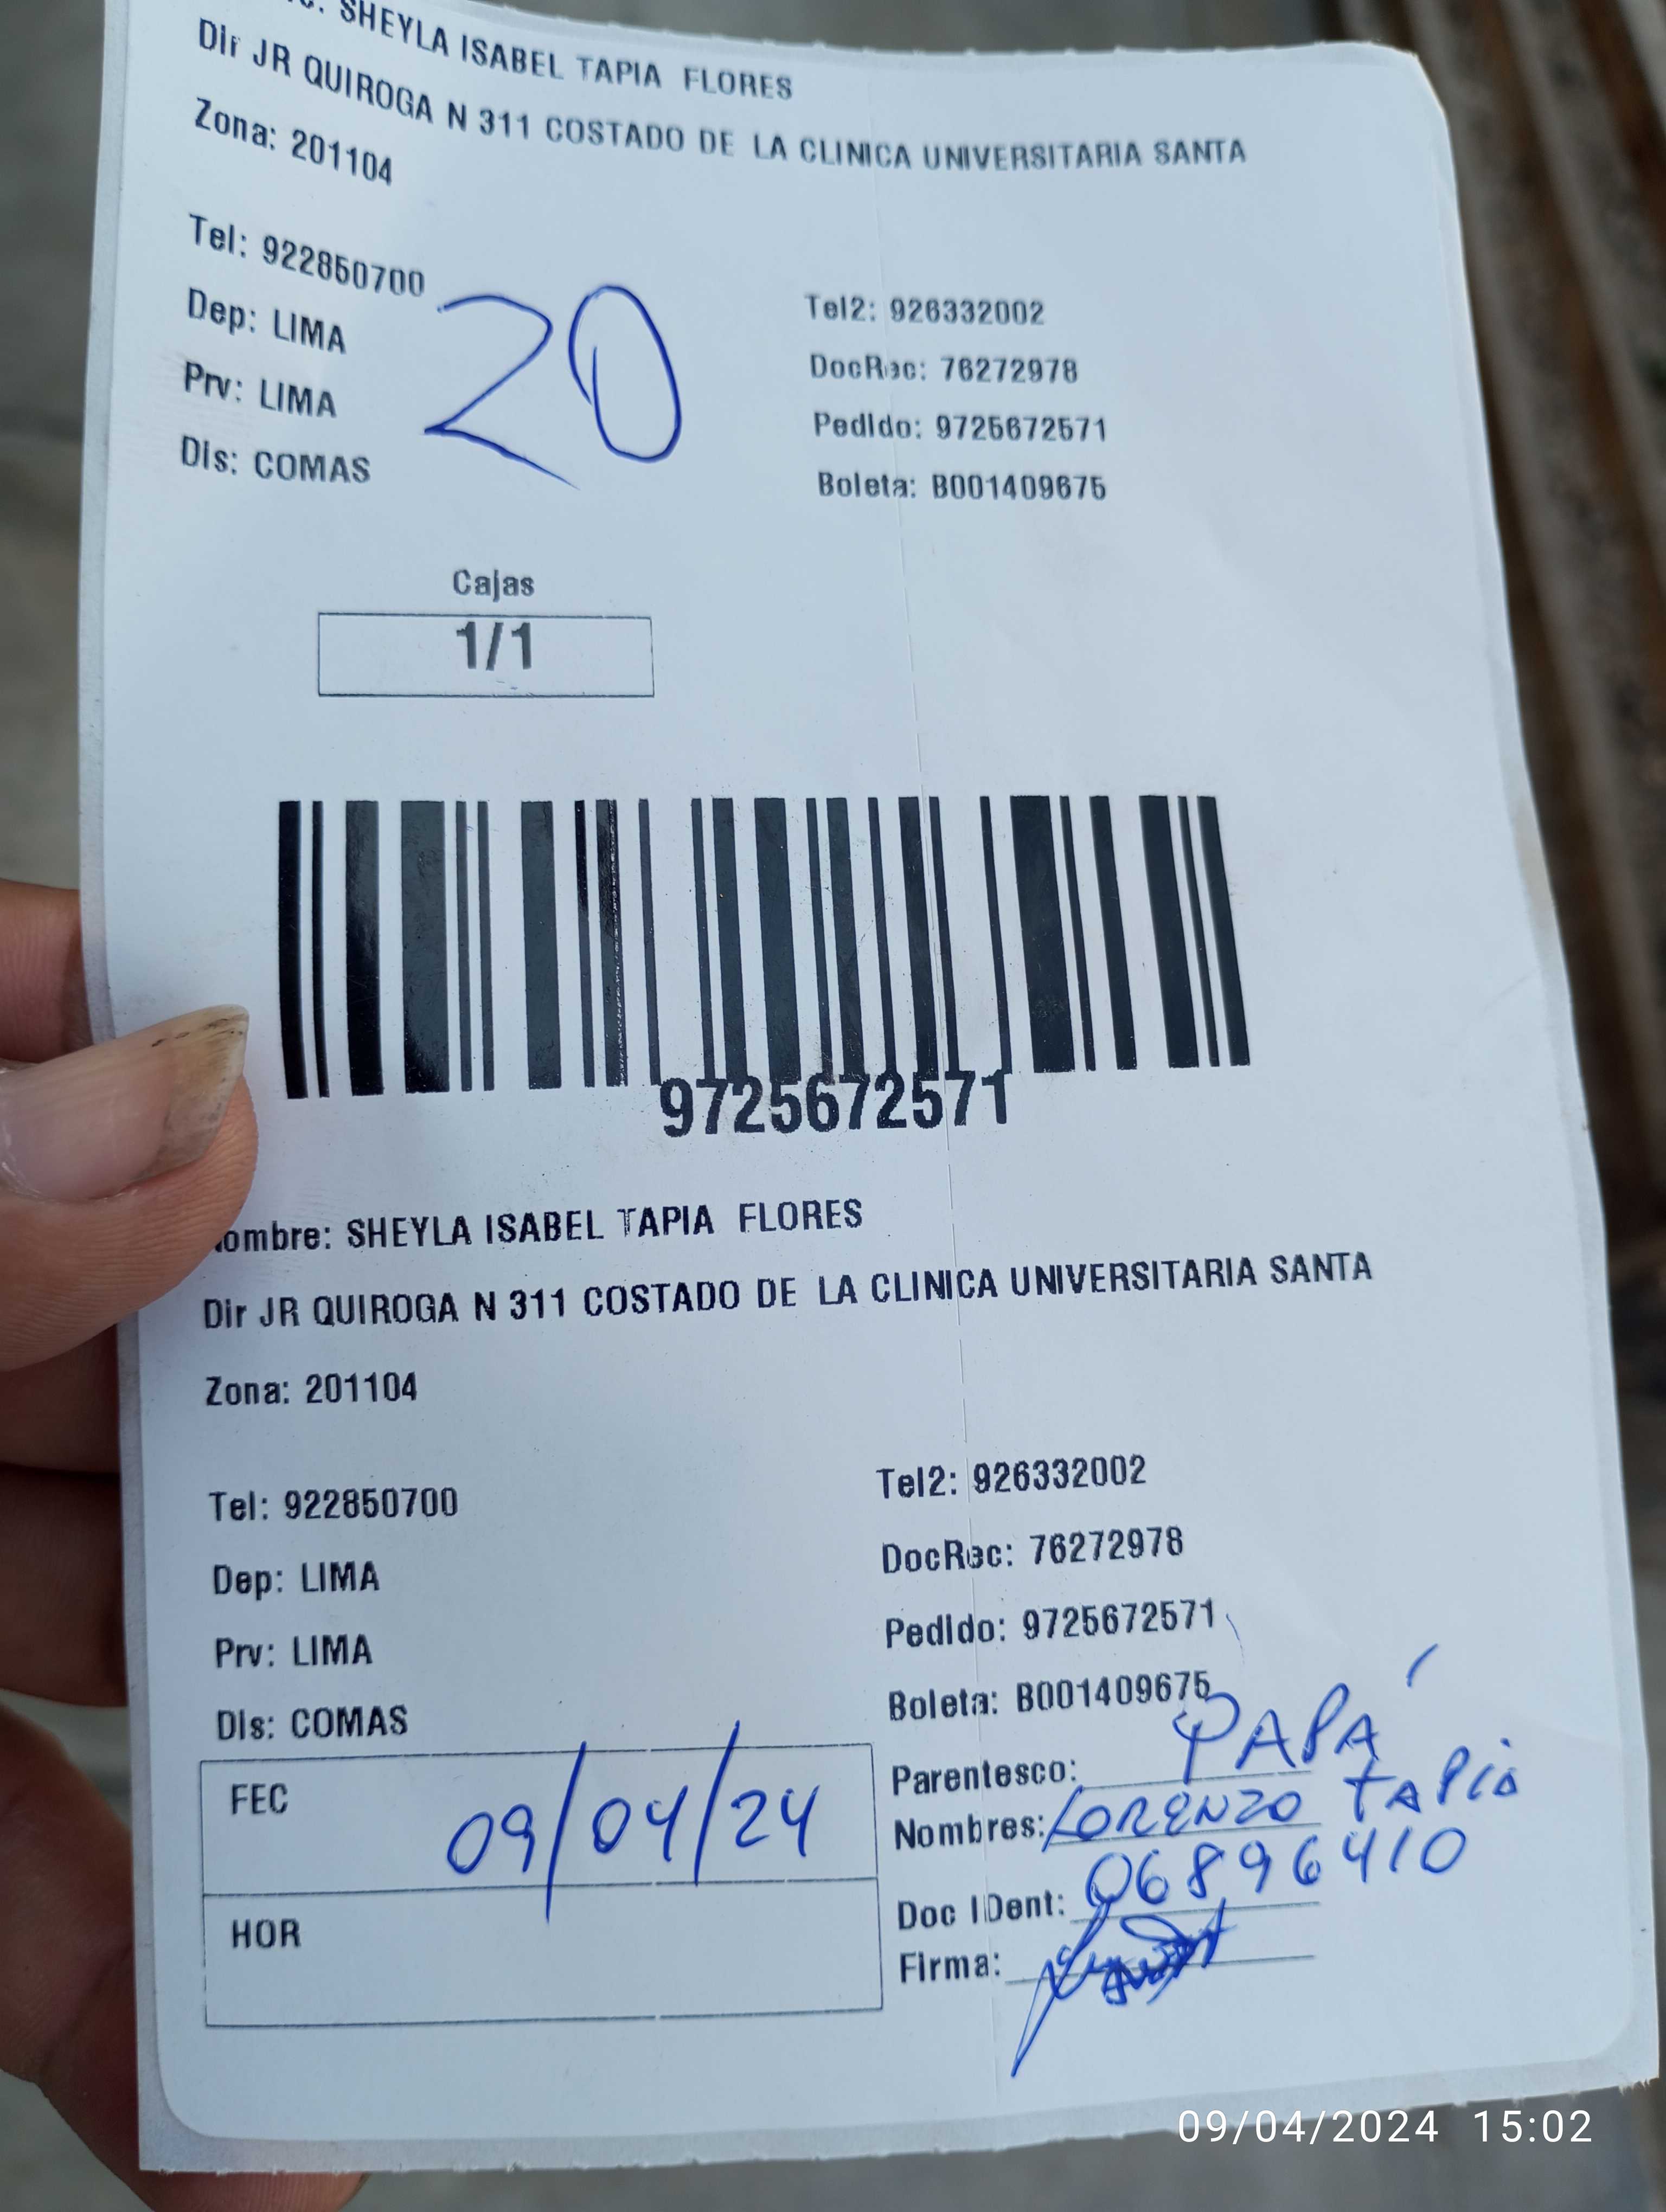 SHEYLA ISABEL TAPIA FLORES
Dir JR QUIROGA N 311 COSTADO DE LA CLINICA UNIVERSITARIA SANTA
Zona: 201104
Tel: 922850700
Tel2: 926332002
Dep: LIMA
DocRec: 76272978
Prv: LIMA
Pedido: 9725672571
Dis: COMAS
Boleta: B001409675
20
Cajas
1/1
9725672571
ombre: SHEYLA ISABEL TAPIA FLORES
Dir JR QUIROGA N 311 COSTADO DE LA CLINICA UNIVERSITARIA SANTA
Zona: 201104
Tel: 922850700
Tel2: 926332002
Dep: LIMA
DocRec: 76272978
Prv: LIMA
Pedido: 9725672571
Dis: COMAS
Boleta: B001409675
FEC 09/04/24
HOR
Parentesco: PAPÁ
Nombres: LORENZO TAPIA
Doc IDent: 06896410
Firma:
09/04/2024 15:02